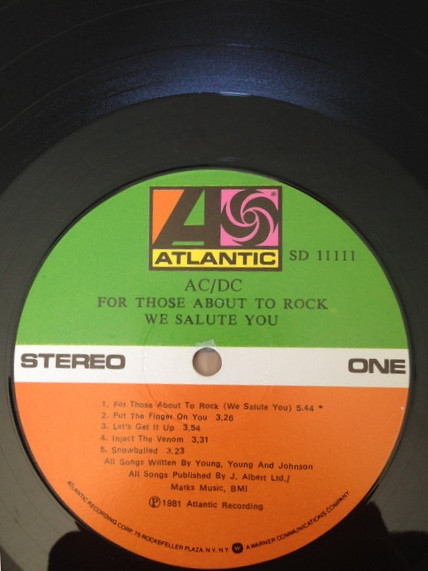 ATLANTIC
SD 11111
AC/DC
FOR THOSE ABOUT TO ROCK
WE SALUTE YOU
STEREO
ONE
1. For Those About To Rock (We Salute You) 5.44 *
2. Put The Finger On You 3.26
3. Let's Get It Up 3.54
4. Inject The Venom 3.31
5. Snowballed 3.23
All Songs Written By Young, Young And Johnson
All Songs Published By J. Albert Ltd./
Marks Music, BMI
Ⓟ 1981 Atlantic Recording
ATLANTIC RECORDING CORP 75 ROCKEFELLER PLAZA, N.Y. N.Y. W A WARNER COMMUNICATIONS COMPANY